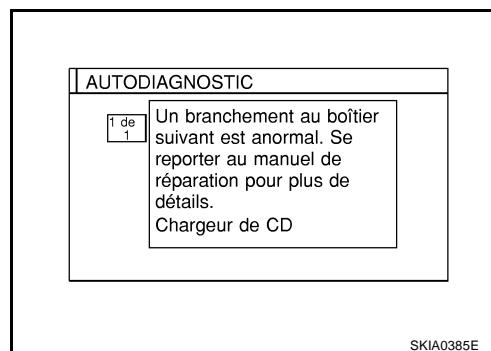 AUTODIAGNOSTIC
1 de
1
Un branchement au boîtier
suivant est anormal. Se
reporter au manuel de
réparation pour plus de
détails.
Chargeur de CD
SKIA0385E